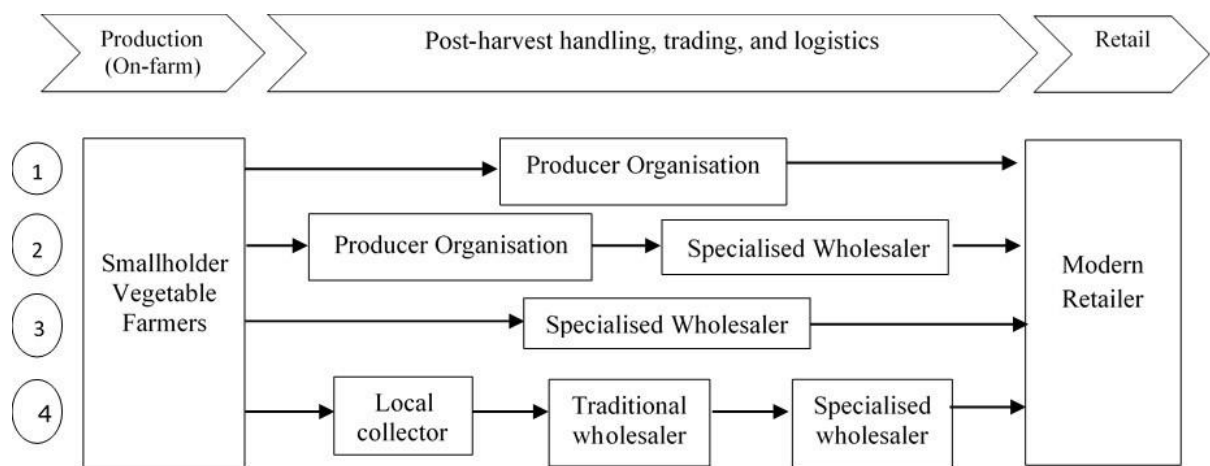 Production
(On-farm)
Post-harvest handling, trading, and logistics
Retail
1
Producer Organisation
2
Producer Organisation
Specialised Wholesaler
Smallholder
Vegetable
Farmers
Modern
Retailer
3
Specialised Wholesaler
4
Local
collector
Traditional
wholesaler
Specialised
wholesaler